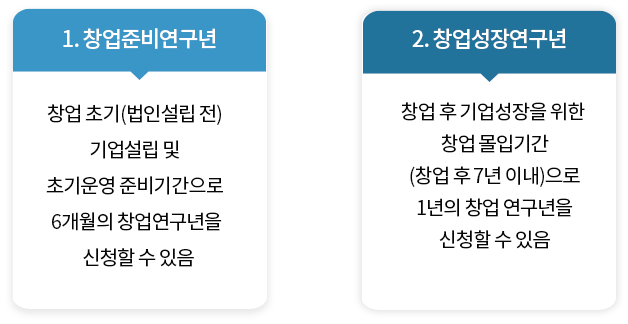 1. 창업준비연구년
창업 초기(법인설립 전)
기업설립 및
초기운영 준비기간으로
6개월의 창업연구년을
신청할 수 있음
2. 창업성장연구년
창업 후 기업성장을 위한
창업 몰입기간
(창업 후 7년 이내)으로
1년의 창업 연구년을
신청할 수 있음